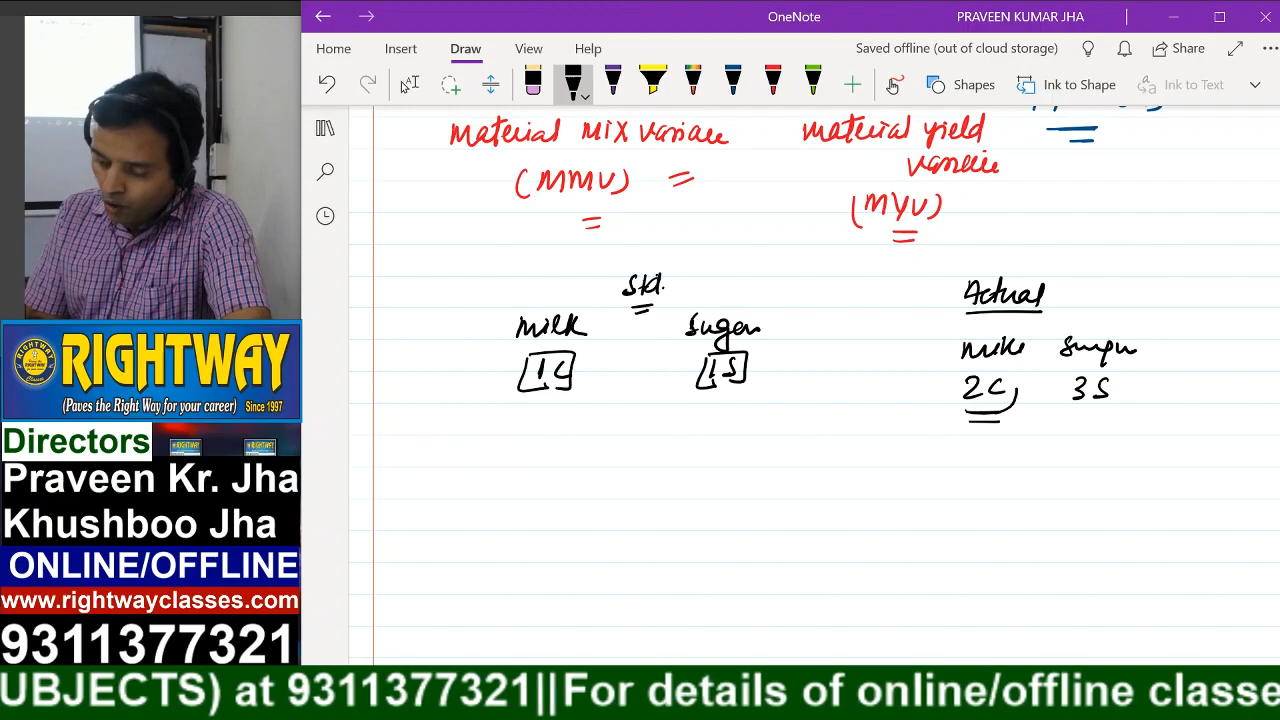 OneNote
PRAVEEN KUMAR JHA
Home Insert Draw View Help
Saved offline (out of cloud storage)
Share
Shapes
Ink to Shape
Ink to Text
Material Mix variance
(MMV) =
Material yield
variance
(MYV)
Std.
Milk Sugar
1C 1S
Actual
Milk Sugar
2C 3S
RIGHTWAY
(Paves the Right Way for your career) Since 1997
Directors
Praveen Kr. Jha
Khushboo Jha
ONLINE/OFFLINE
www.rightwayclasses.com
9311377321
UBJECTS) at 9311377321||For details of online/offline classe